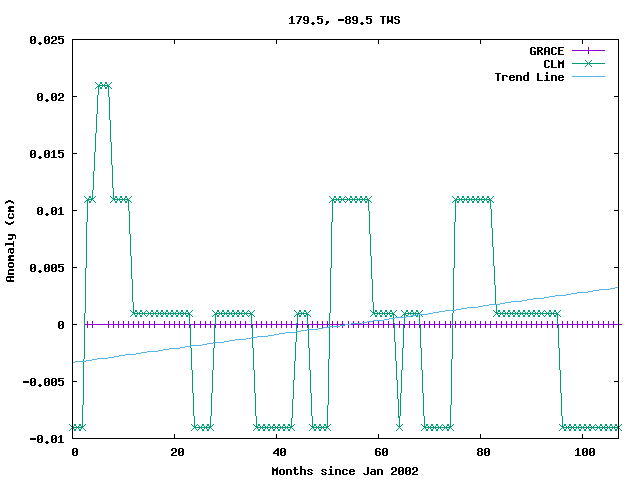 179.5, -89.5 TWS
GRACE
CLM
Trend Line
0.025
0.02
0.015
0.01
0.005
0
-0.005
-0.01
Anomaly (cm)
0 20 40 60 80 100
Months since Jan 2002